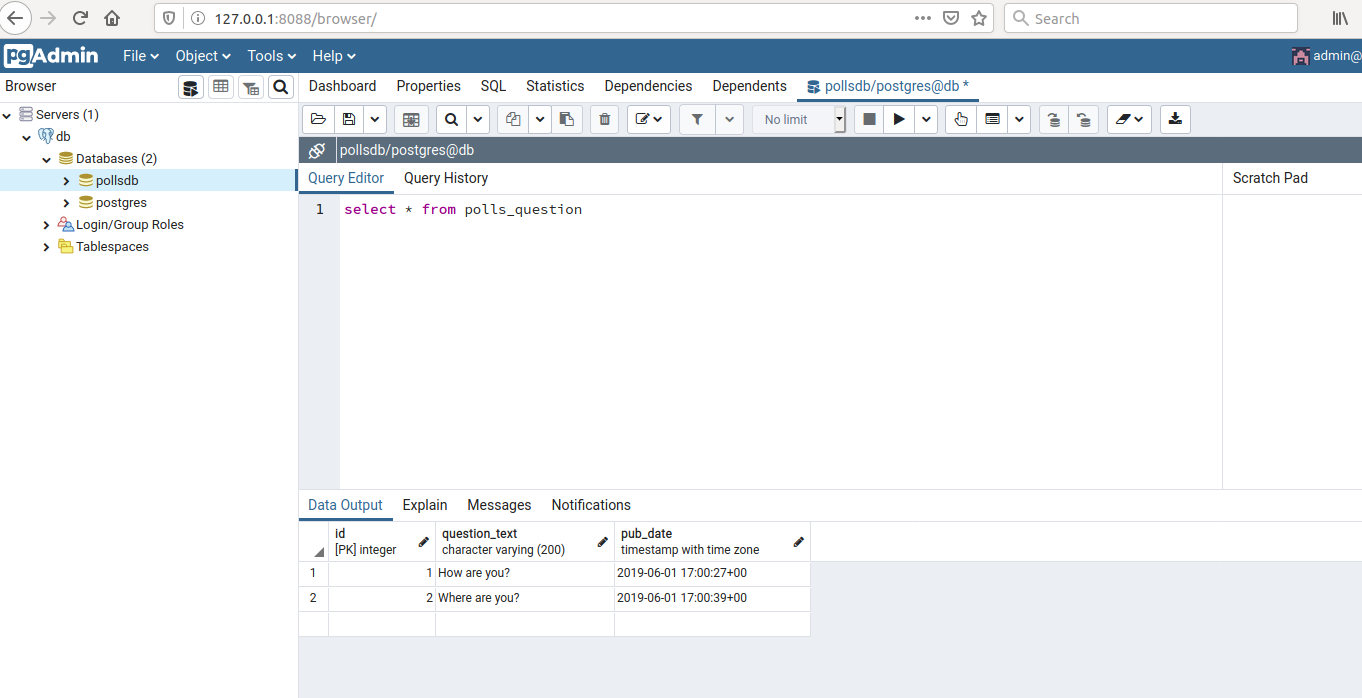 127.0.0.1:8088/browser/
Search
pgAdmin File Object Tools Help admin@
Browser
Dashboard Properties SQL Statistics Dependencies Dependents pollsdb/postgres@db *
Servers (1)
db
Databases (2)
pollsdb
postgres
Login/Group Roles
Tablespaces
No limit
pollsdb/postgres@db
Query Editor Query History Scratch Pad
1 select * from polls_question
Data Output Explain Messages Notifications
id question_text pub_date
[PK] integer character varying (200) timestamp with time zone
1 1 How are you? 2019-06-01 17:00:27+00
2 2 Where are you? 2019-06-01 17:00:39+00